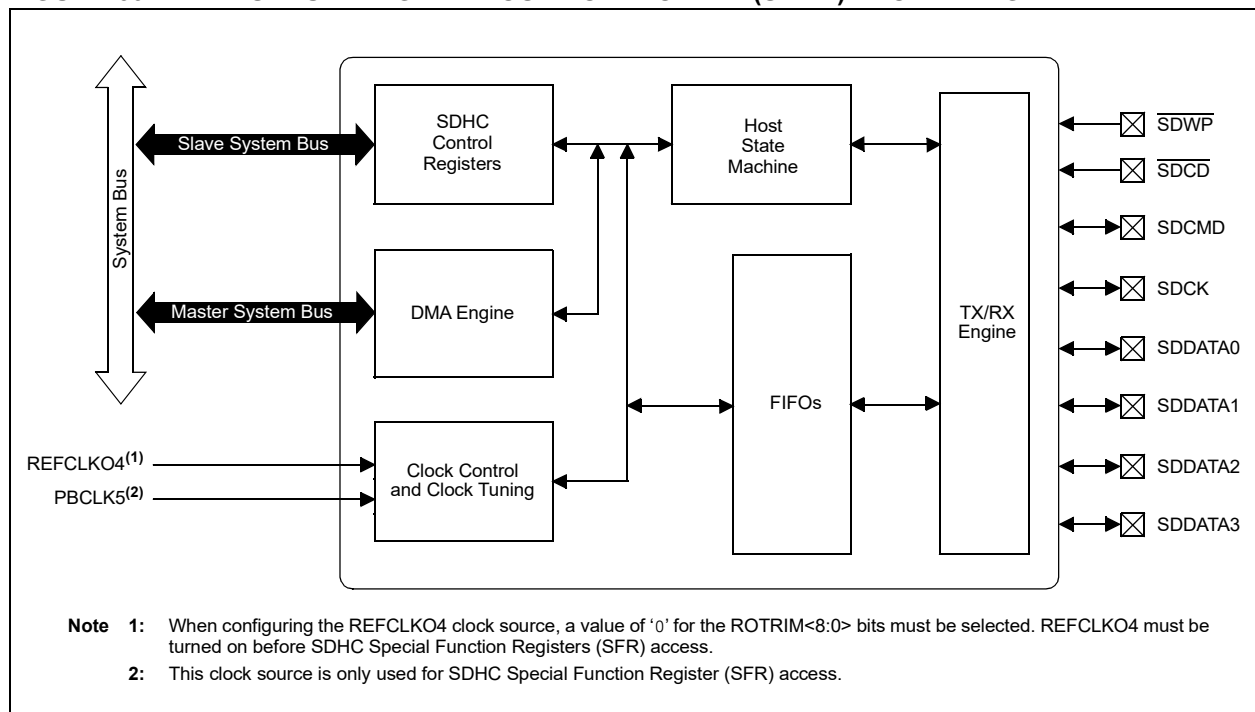 System Bus
Slave System Bus
SDHC
Control
Registers
Host
State
Machine
Master System Bus
DMA Engine
TX/RX
Engine
FIFOs
REFCLKO4(1)
PBCLK5(2)
Clock Control
and Clock Tuning
SDWP
SDCD
SDCMD
SDCK
SDDATA0
SDDATA1
SDDATA2
SDDATA3
Note 1: When configuring the REFCLKO4 clock source, a value of ‘0’ for the ROTRIM<8:0> bits must be selected. REFCLKO4 must be
turned on before SDHC Special Function Registers (SFR) access.
2: This clock source is only used for SDHC Special Function Register (SFR) access.